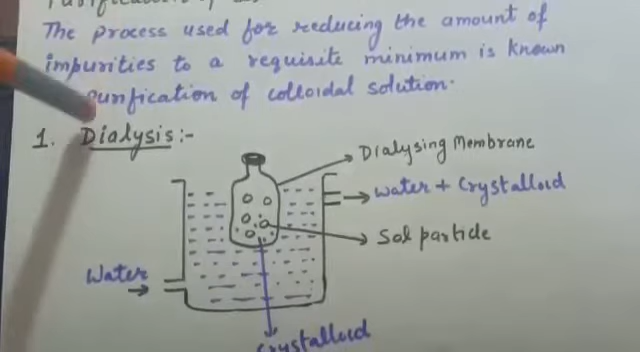 The process used for reducing the amount of
impurities to a requisite minimum is known
purification of colloidal solution.
1. Dialysis:-
Dialysing Membrane
Water + Crystalloid
Sol particle
Water
Crystalloid